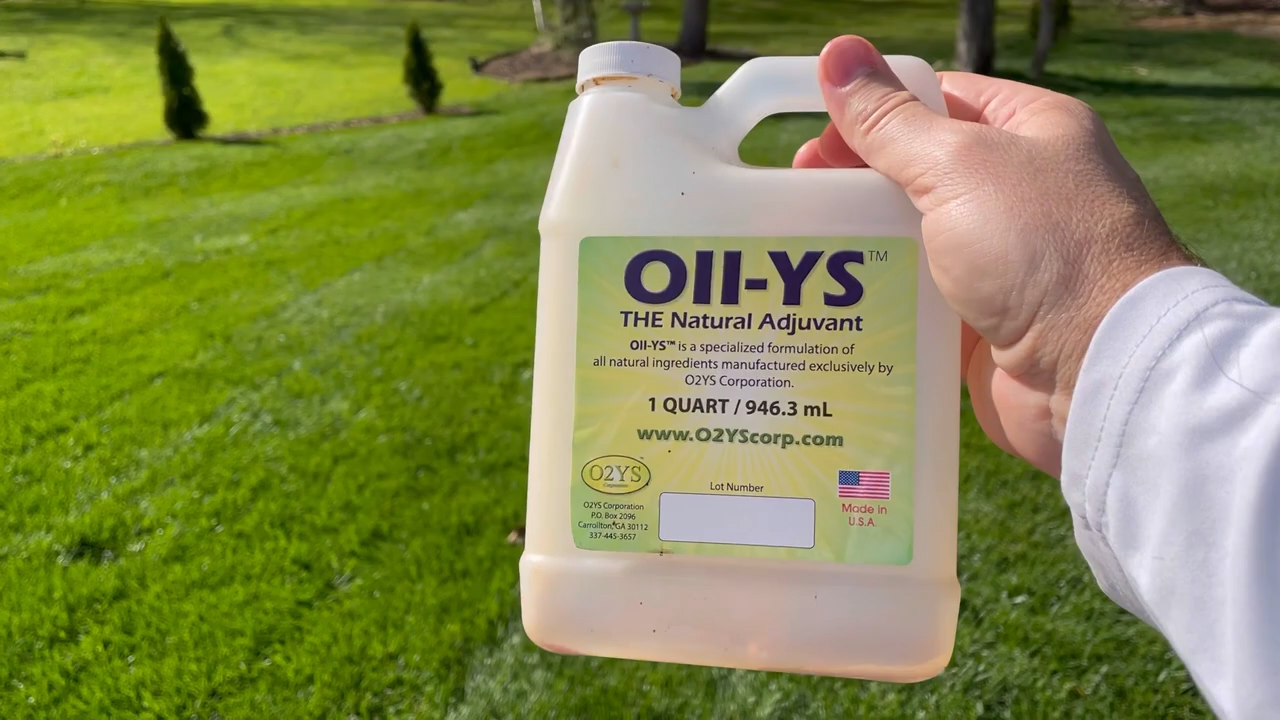 OII-YS™
THE Natural Adjuvant
OII-YS™ is a specialized formulation of
all natural ingredients manufactured exclusively by
O2YS Corporation.
1 QUART / 946.3 mL
www.O2YScorp.com
O2YS
Corporation
O2YS Corporation
P.O. Box 2096
Carrollton, GA 30112
337-445-3657
Lot Number
Made in
U.S.A.